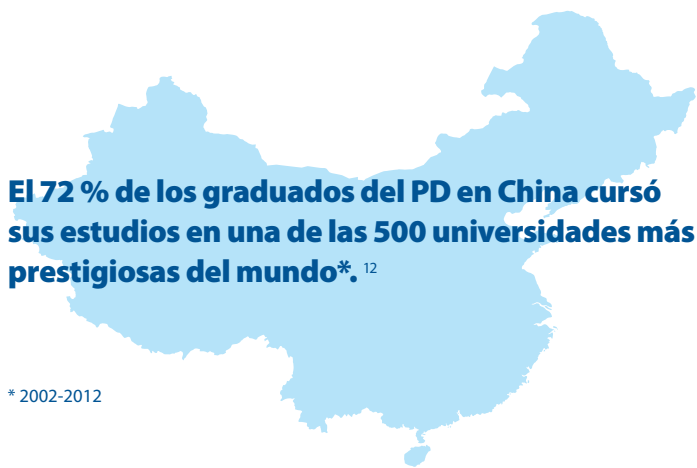 El 72 % de los graduados del PD en China cursó
sus estudios en una de las 500 universidades más
prestigiosas del mundo*. 12
* 2002-2012